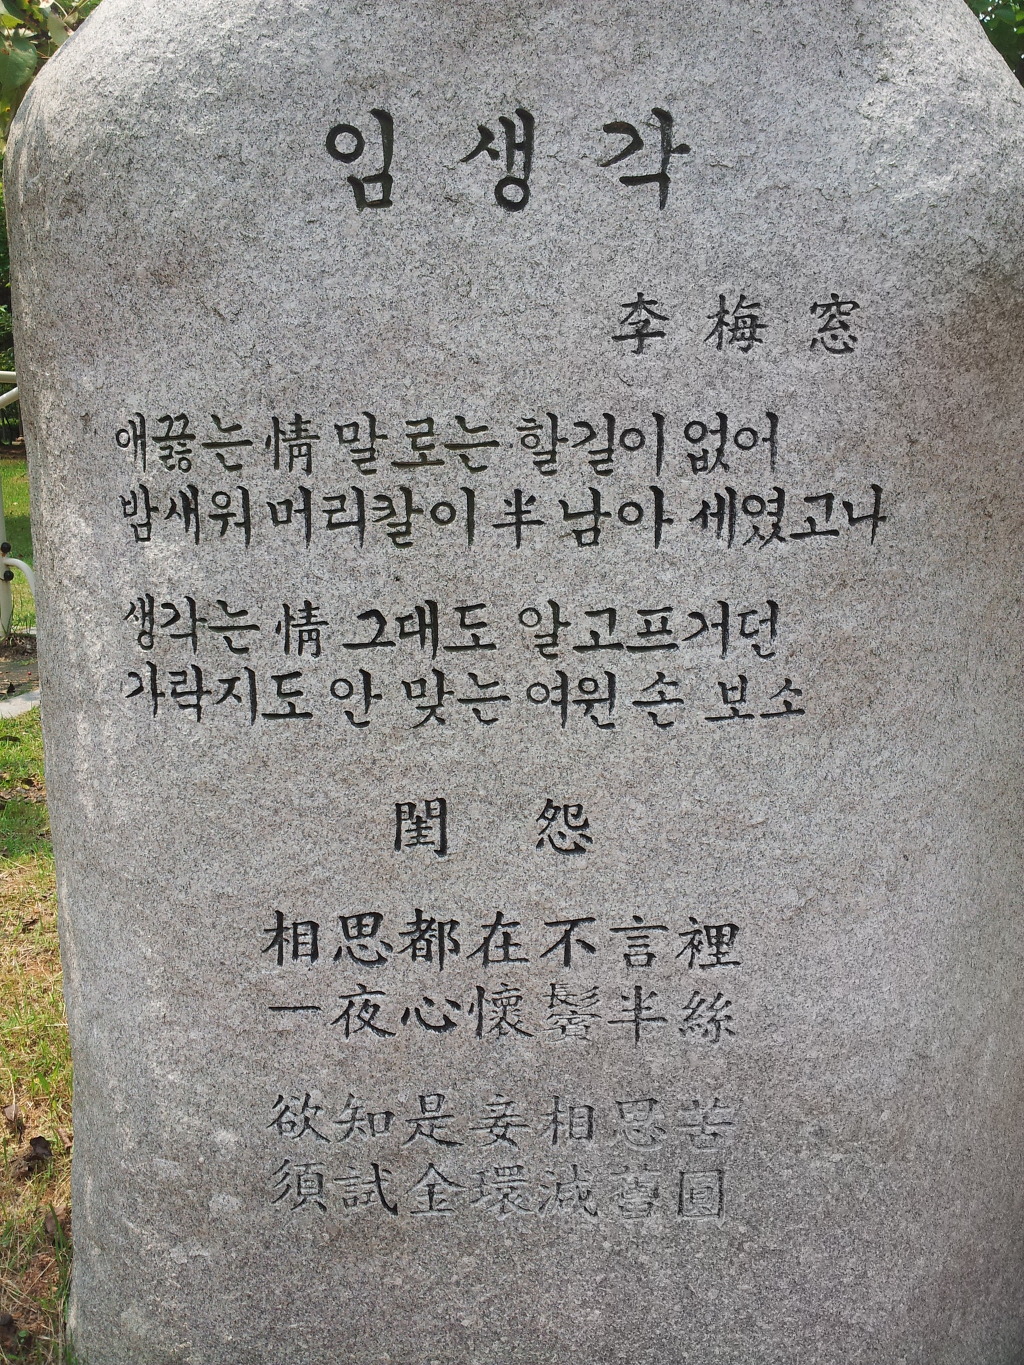 임 생 각
李 梅 窓
애끓는 情 말로는 할길이 없어
밤새워 머리칼이 半 남아 세였고나
생각는 情 그대도 알고프거던
가락지도 안 맞는 여윈 손 보소
閨 怨
相思都在不言裡
一夜心懷鬢半絲
欲知是妾相思苦
須試金環減舊圓